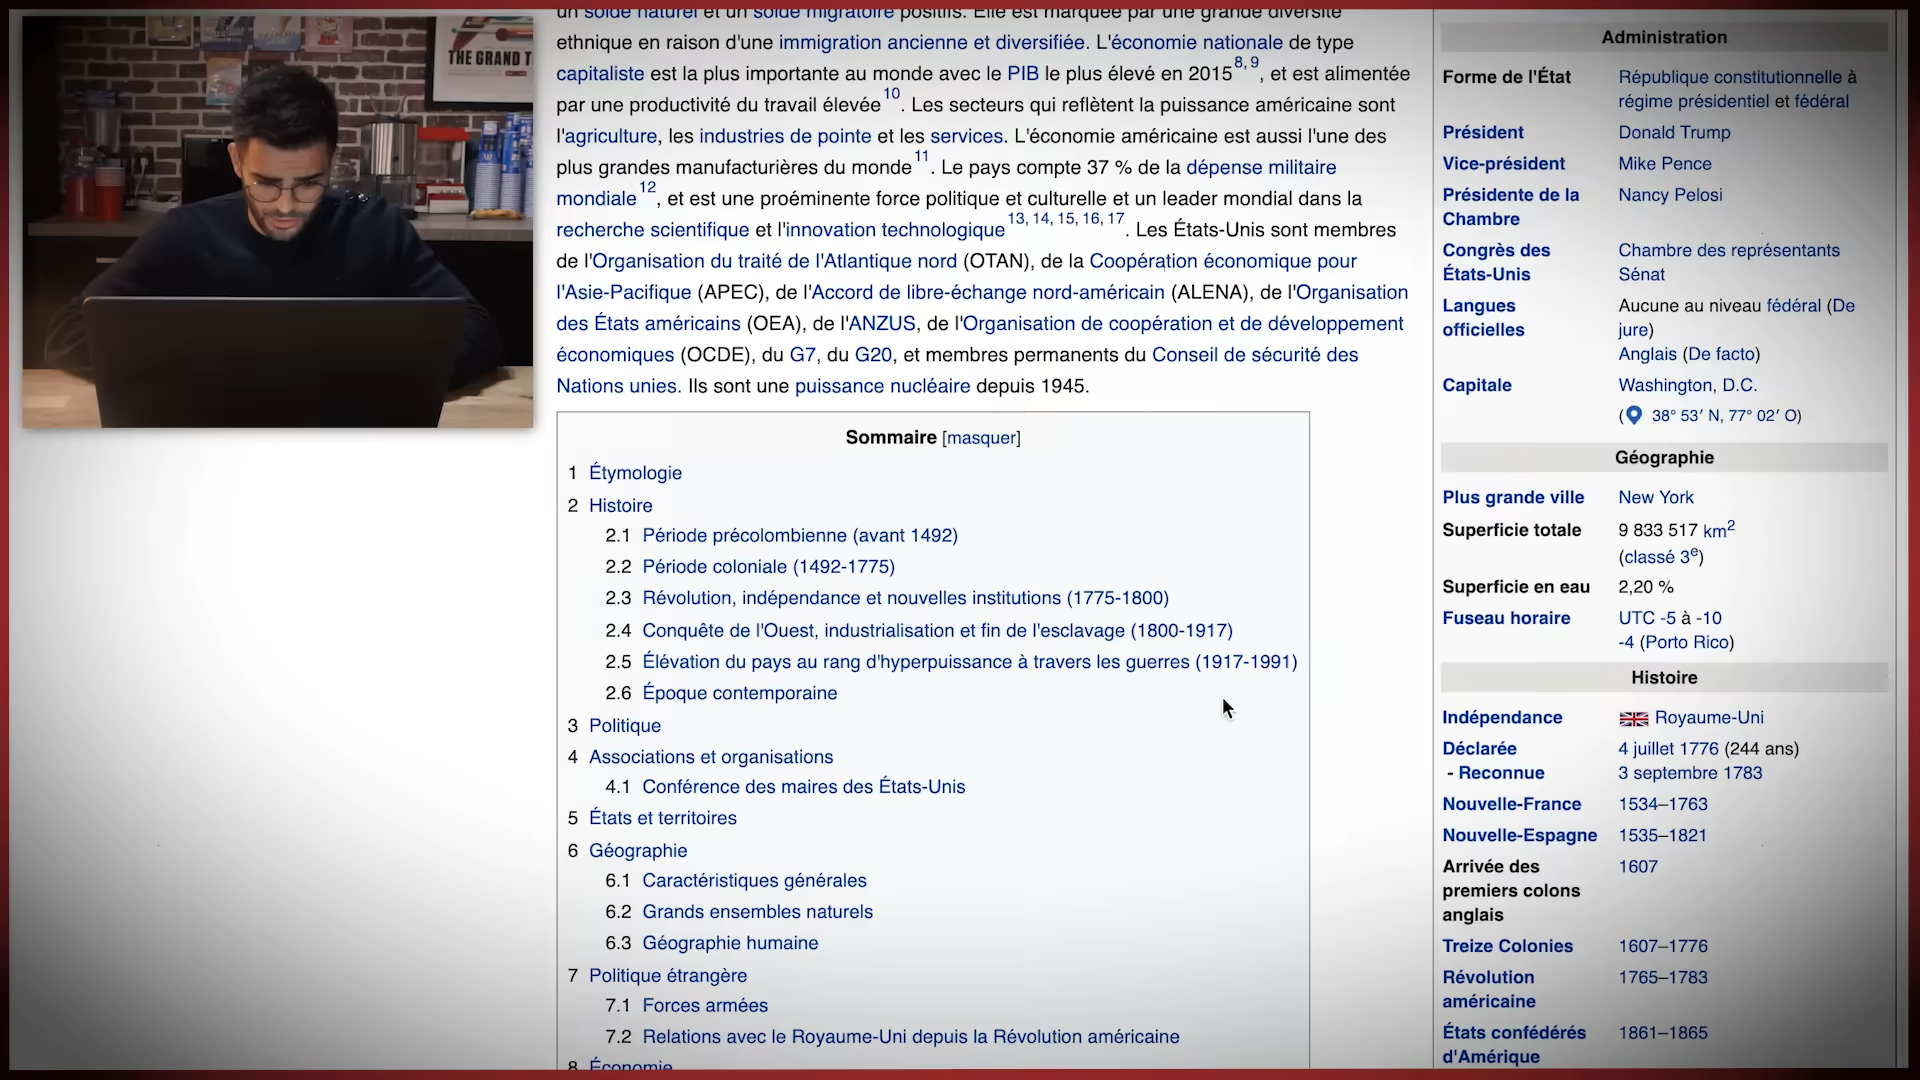 THE GRAND T
un solde naturel et un solde migratoire positifs. Elle est marquée par une grande diversité
ethnique en raison d'une immigration ancienne et diversifiée. L'économie nationale de type
capitaliste est la plus importante au monde avec le PIB le plus élevé en 2015 8, 9, et est alimentée
par une productivité du travail élevée 10. Les secteurs qui reflètent la puissance américaine sont
l'agriculture, les industries de pointe et les services. L'économie américaine est aussi l'une des
plus grandes manufacturières du monde 11. Le pays compte 37 % de la dépense militaire
mondiale 12, et est une proéminente force politique et culturelle et un leader mondial dans la
recherche scientifique et l'innovation technologique 13, 14, 15, 16, 17. Les États-Unis sont membres
de l'Organisation du traité de l'Atlantique nord (OTAN), de la Coopération économique pour
l'Asie-Pacifique (APEC), de l'Accord de libre-échange nord-américain (ALENA), de l'Organisation
des États américains (OEA), de l'ANZUS, de l'Organisation de coopération et de développement
économiques (OCDE), du G7, du G20, et membres permanents du Conseil de sécurité des
Nations unies. Ils sont une puissance nucléaire depuis 1945.
Sommaire [masquer]
1 Étymologie
2 Histoire
2.1 Période précolombienne (avant 1492)
2.2 Période coloniale (1492-1775)
2.3 Révolution, indépendance et nouvelles institutions (1775-1800)
2.4 Conquête de l'Ouest, industrialisation et fin de l'esclavage (1800-1917)
2.5 Élévation du pays au rang d'hyperpuissance à travers les guerres (1917-1991)
2.6 Époque contemporaine
3 Politique
4 Associations et organisations
4.1 Conférence des maires des États-Unis
5 États et territoires
6 Géographie
6.1 Caractéristiques générales
6.2 Grands ensembles naturels
6.3 Géographie humaine
7 Politique étrangère
7.1 Forces armées
7.2 Relations avec le Royaume-Uni depuis la Révolution américaine
8 Économie
Administration
Forme de l'État République constitutionnelle à
régime présidentiel et fédéral
Président Donald Trump
Vice-président Mike Pence
Présidente de la Nancy Pelosi
Chambre
Congrès des Chambre des représentants
États-Unis Sénat
Langues Aucune au niveau fédéral (De
officielles jure)
Anglais (De facto)
Capitale Washington, D.C.
( 38° 53′ N, 77° 02′ O)
Géographie
Plus grande ville New York
Superficie totale 9 833 517 km2
(classé 3e)
Superficie en eau 2,20 %
Fuseau horaire UTC -5 à -10
-4 (Porto Rico)
Histoire
Indépendance Royaume-Uni
Déclarée 4 juillet 1776 (244 ans)
- Reconnue 3 septembre 1783
Nouvelle-France 1534–1763
Nouvelle-Espagne 1535–1821
Arrivée des 1607
premiers colons
anglais
Treize Colonies 1607–1776
Révolution 1765–1783
américaine
États confédérés 1861–1865
d'Amérique